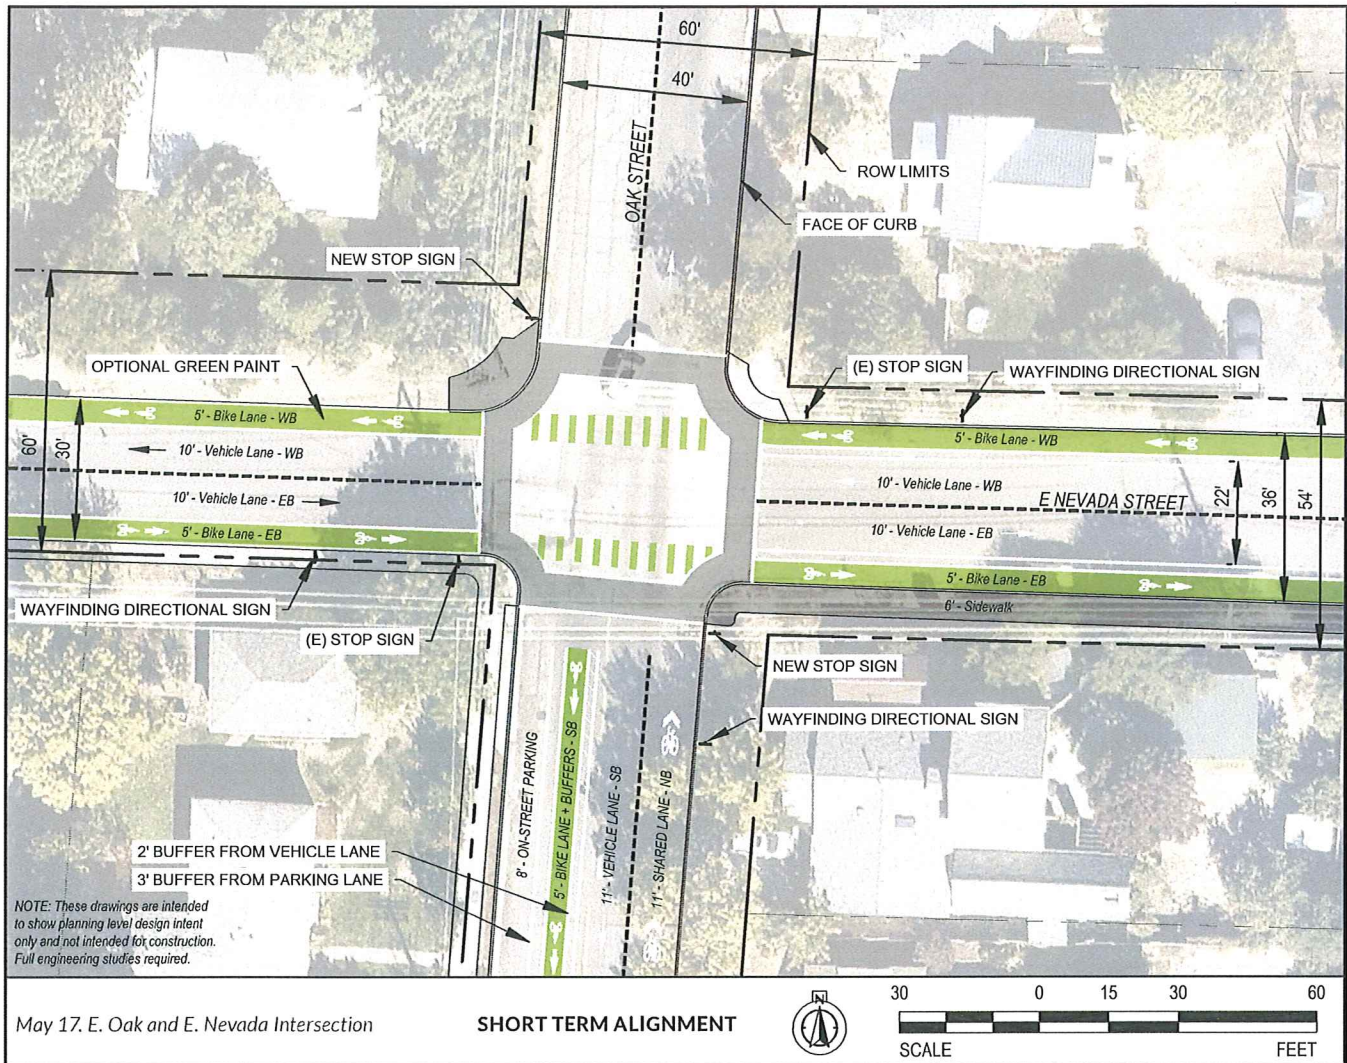 60'
40'
OAK STREET
ROW LIMITS
FACE OF CURB
NEW STOP SIGN
OPTIONAL GREEN PAINT
(E) STOP SIGN
WAYFINDING DIRECTIONAL SIGN
60'
30'
5' - Bike Lane - WB
10' - Vehicle Lane - WB
10' - Vehicle Lane - EB
5' - Bike Lane - EB
5' - Bike Lane - WB
10' - Vehicle Lane - WB
E NEVADA STREET
10' - Vehicle Lane - EB
5' - Bike Lane - EB
6' - Sidewalk
22'
36'
54'
WAYFINDING DIRECTIONAL SIGN
(E) STOP SIGN
NEW STOP SIGN
WAYFINDING DIRECTIONAL SIGN
8' - ON-STREET PARKING
5' - BIKE LANE + BUFFERS - SB
11' - VEHICLE LANE - SB
11' - SHARED LANE - NB
2' BUFFER FROM VEHICLE LANE
3' BUFFER FROM PARKING LANE
NOTE: These drawings are intended
to show planning level design intent
only and not intended for construction.
Full engineering studies required.
May 17. E. Oak and E. Nevada Intersection
SHORT TERM ALIGNMENT
N
30 0 15 30 60
SCALE FEET